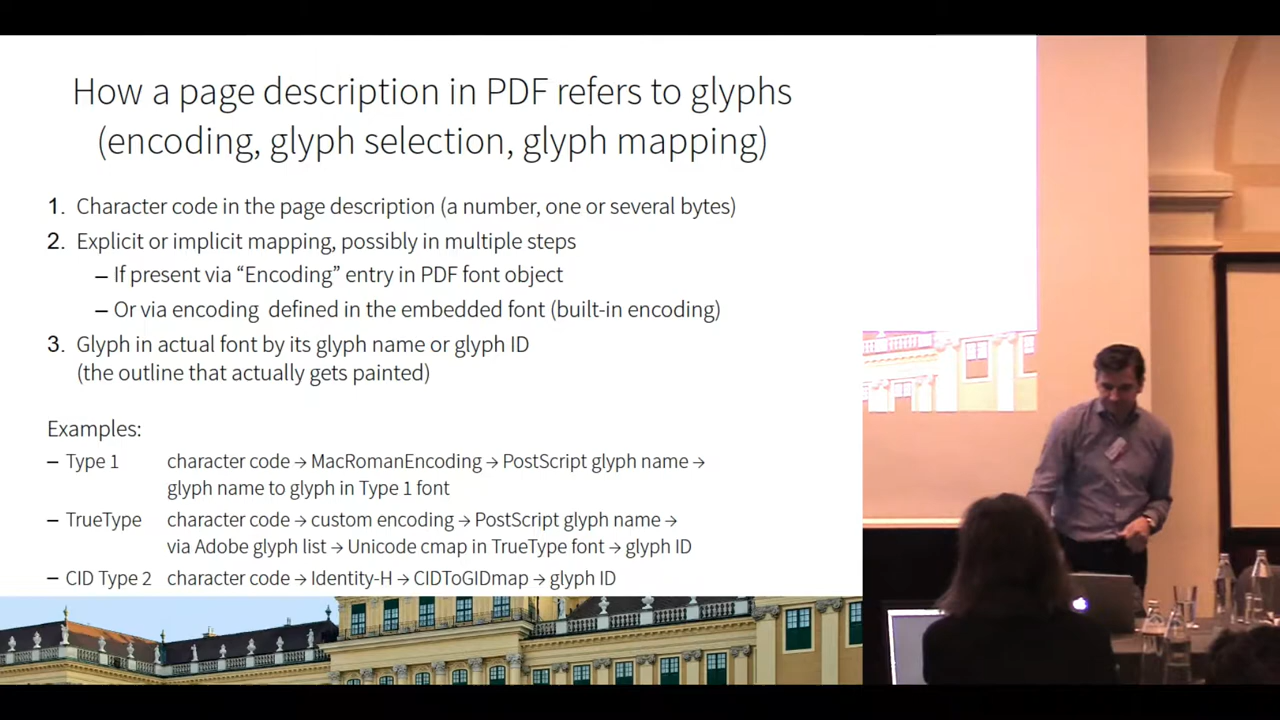 How a page description in PDF refers to glyphs
(encoding, glyph selection, glyph mapping)
1. Character code in the page description (a number, one or several bytes)
2. Explicit or implicit mapping, possibly in multiple steps
– If present via “Encoding” entry in PDF font object
– Or via encoding defined in the embedded font (built-in encoding)
3. Glyph in actual font by its glyph name or glyph ID
(the outline that actually gets painted)
Examples:
– Type 1 character code → MacRomanEncoding → PostScript glyph name →
glyph name to glyph in Type 1 font
– TrueType character code → custom encoding → PostScript glyph name →
via Adobe glyph list → Unicode cmap in TrueType font → glyph ID
– CID Type 2 character code → Identity-H → CIDToGIDmap → glyph ID